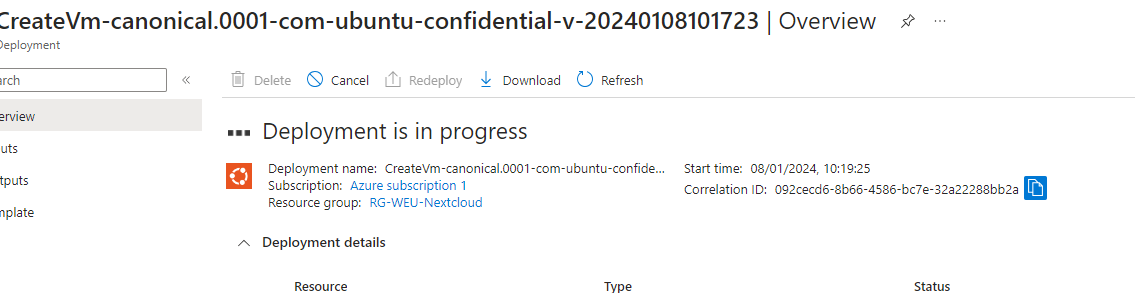 CreateVm-canonical.0001-com-ubuntu-confidential-v-20240108101723 | Overview
Deployment
arch
Delete Cancel Redeploy Download Refresh
erview
uts
Deployment is in progress
tputs
mplate
Deployment name: CreateVm-canonical.0001-com-ubuntu-confide...
Subscription: Azure subscription 1
Resource group: RG-WEU-Nextcloud
Start time: 08/01/2024, 10:19:25
Correlation ID: 092cecd6-8b66-4586-bc7e-32a22288bb2a
Deployment details
Resource Type Status